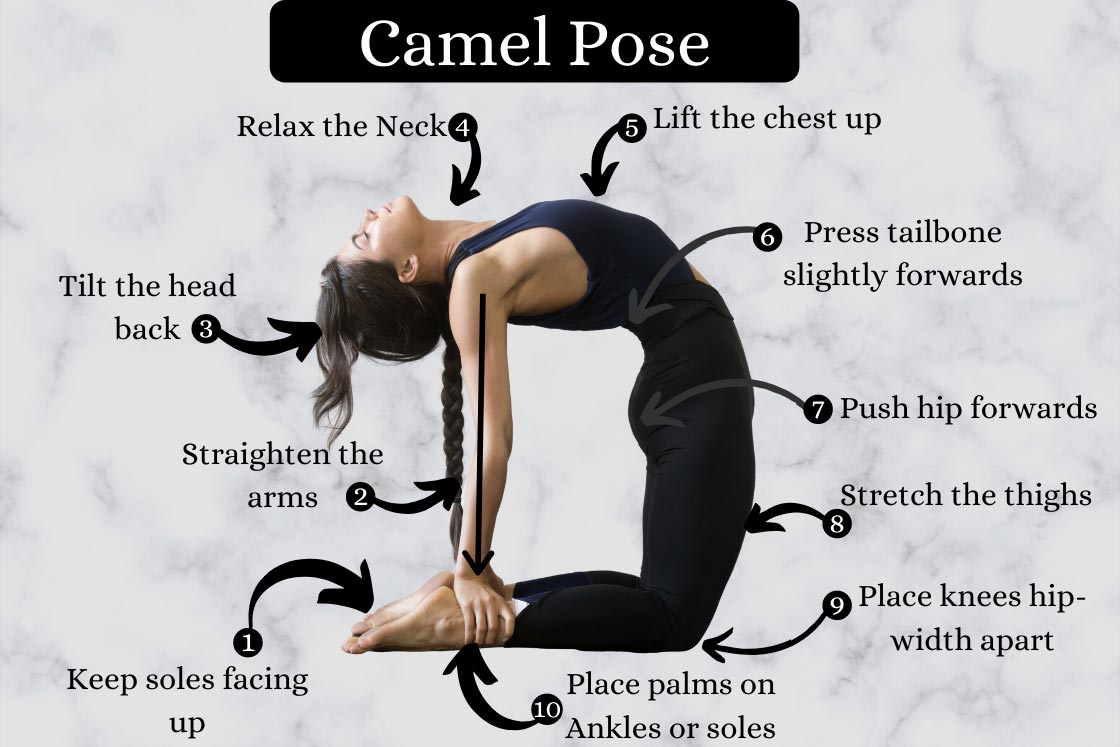 Camel Pose
Relax the Neck 4
5 Lift the chest up
6 Press tailbone
slightly forwards
Tilt the head
back 3
7 Push hip forwards
Straighten the
arms 2
Stretch the thighs
8
1
Keep soles facing
up
9 Place knees hip-
width apart
10 Place palms on
Ankles or soles